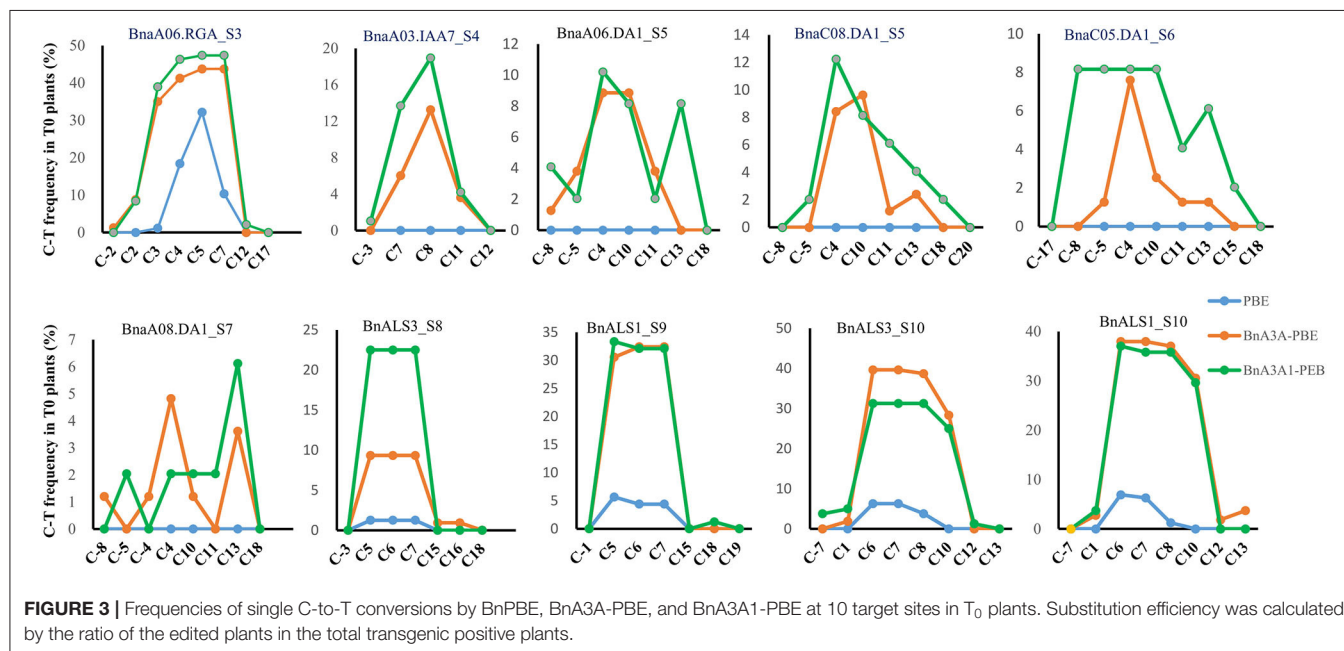 BnaA06.RGA_S3
BnaA03.IAA7_S4
BnaA06.DA1_S5
BnaC08.DA1_S5
BnaC05.DA1_S6
C-T frequency in T0 plants (%)
50
40
30
20
10
0
C-2
C2
C3
C4
C5
C7
C12
C17
20
16
12
8
4
0
C-3
C7
C8
C11
C12
12
10
8
6
4
2
0
C-8
C-5
C4
C10
C11
C13
C18
14
12
10
8
6
4
2
0
C-8
C-5
C4
C10
C11
C13
C18
C20
10
8
6
4
2
0
C-17
C-8
C-5
C4
C10
C11
C13
C15
C18
BnaA08.DA1_S7
BnALS3_S8
BnALS1_S9
BnALS3_S10
BnALS1_S10
C-T frequency in T0 plants (%)
7
6
5
4
3
2
1
0
C-8
C-5
C-4
C4
C10
C11
C13
C18
25
20
15
10
5
0
C-3
C5
C6
C7
C15
C16
C18
35
30
25
20
15
10
5
0
C-1
C5
C6
C7
C15
C18
C19
50
40
30
20
10
0
C-7
C1
C6
C7
C8
C10
C12
C13
40
30
20
10
0
C-7
C1
C6
C7
C8
C10
C12
C13
PBE
BnA3A-PBE
BnA3A1-PEB
FIGURE 3 | Frequencies of single C-to-T conversions by BnPBE, BnA3A-PBE, and BnA3A1-PBE at 10 target sites in T0 plants. Substitution efficiency was calculated
by the ratio of the edited plants in the total transgenic positive plants.